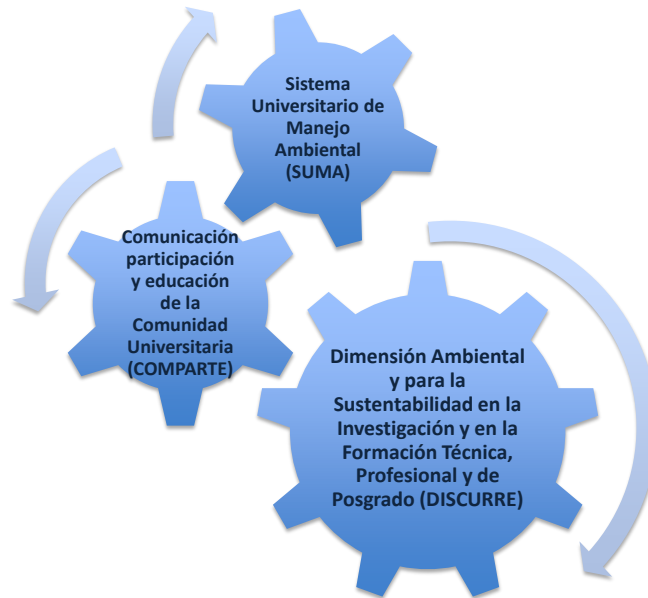 Sistema
Universitario de
Manejo
Ambiental
(SUMA)
Comunicación
participación
y educación
de la
Comunidad
Universitaria
(COMPARTE)
Dimensión Ambiental
y para la
Sustentabilidad en la
Investigación y en la
Formación Técnica,
Profesional y de
Posgrado (DISCURRE)